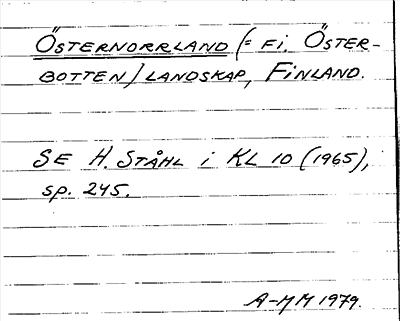 ÖSTERNORRLAND (= FI. ÖSTER-
BOTTEN) LANDSKAP, FINLAND.
SE H. STÅHL i KL 10 (1965),
sp. 245.
A-MM 1979.